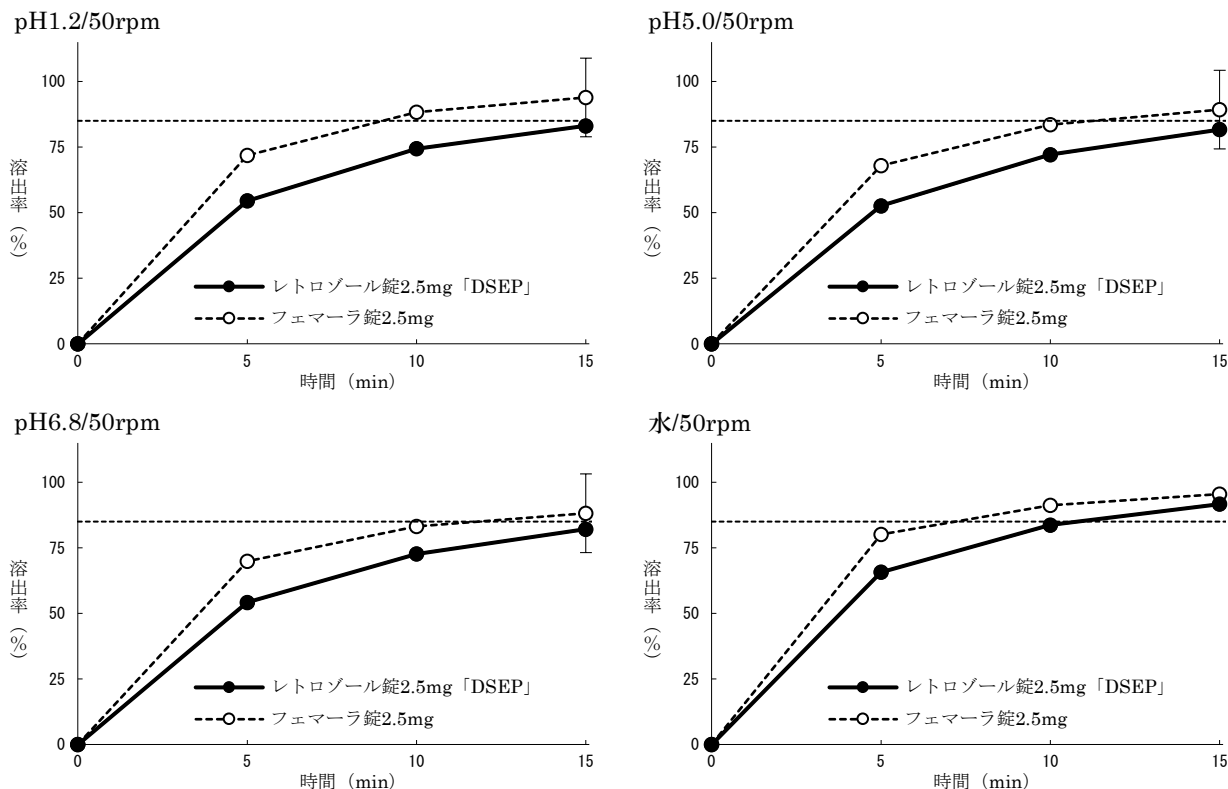 pH1.2/50rpm
100
75
50
25
0
溶出率（%）
レトロゾール錠2.5mg「DSEP」
フェマーラ錠2.5mg
0 5 10 15
時間（min）
pH5.0/50rpm
100
75
50
25
0
溶出率（%）
レトロゾール錠2.5mg「DSEP」
フェマーラ錠2.5mg
0 5 10 15
時間（min）
pH6.8/50rpm
100
75
50
25
0
溶出率（%）
レトロゾール錠2.5mg「DSEP」
フェマーラ錠2.5mg
0 5 10 15
時間（min）
水/50rpm
100
75
50
25
0
溶出率（%）
レトロゾール錠2.5mg「DSEP」
フェマーラ錠2.5mg
0 5 10 15
時間（min）